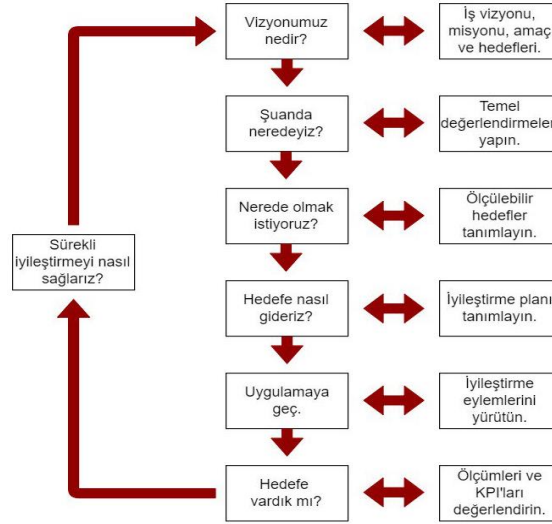 Vizyonumuz
nedir?
İş vizyonu,
misyonu, amaç
ve hedefleri.
Şuanda
neredeyiz?
Temel
değerlendirmeler
yapın.
Nerede olmak
istiyoruz?
Ölçülebilir
hedefler
tanımlayın.
Sürekli
iyileştirmeyi nasıl
sağlarız?
Hedefe nasıl
gideriz?
İyileştirme planı
tanımlayın.
Uygulamaya
geç.
İyileştirme
eylemlerini
yürütün.
Hedefe
vardık mı?
Ölçümleri ve
KPI'ları
değerlendirin.